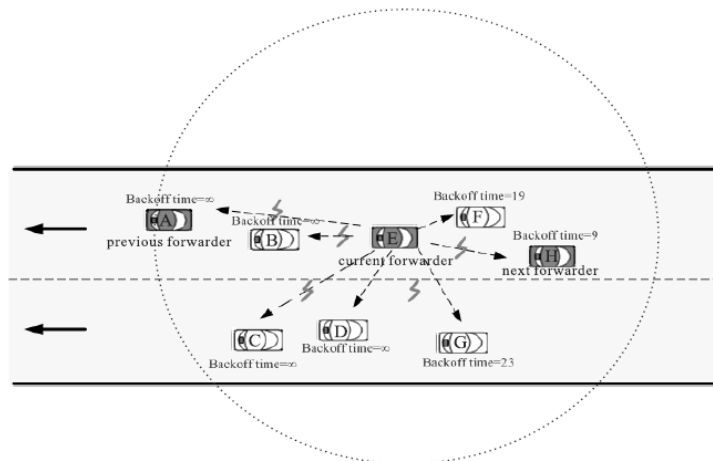 Backoff time=19
Backoff time=∞
Backoff time=∞
A
F
previous forwarder
B
E
Backoff time=9
current forwarder
H
next forwarder
C
D
G
Backoff time=∞
Backoff time=∞
Backoff time=23